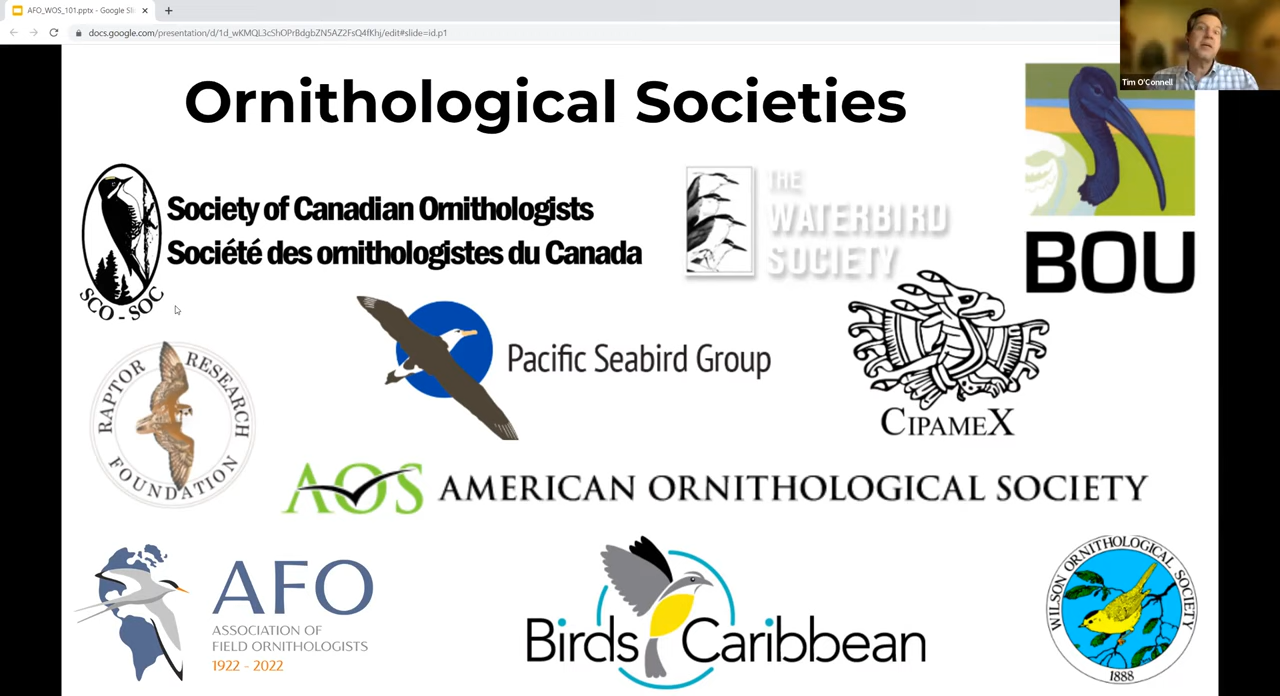 AFO_WOS_101.pptx - Google Sli
docs.google.com/presentation/d/1d_wKMQL3cShOPrBdgbZN5AZ2FsQ4fKhj/edit#slide=id.p1
Tim O'Connell
Ornithological Societies
Society of Canadian Ornithologists
Société des ornithologistes du Canada
SCO - SOC
THE
WATERBIRD
SOCIETY
BOU
RAPTOR RESEARCH
FOUNDATION
Pacific Seabird Group
CIPAMEX
AOS AMERICAN ORNITHOLOGICAL SOCIETY
AFO
ASSOCIATION OF
FIELD ORNITHOLOGISTS
1922 - 2022
Birds Caribbean
WILSON ORNITHOLOGICAL SOCIETY
1888